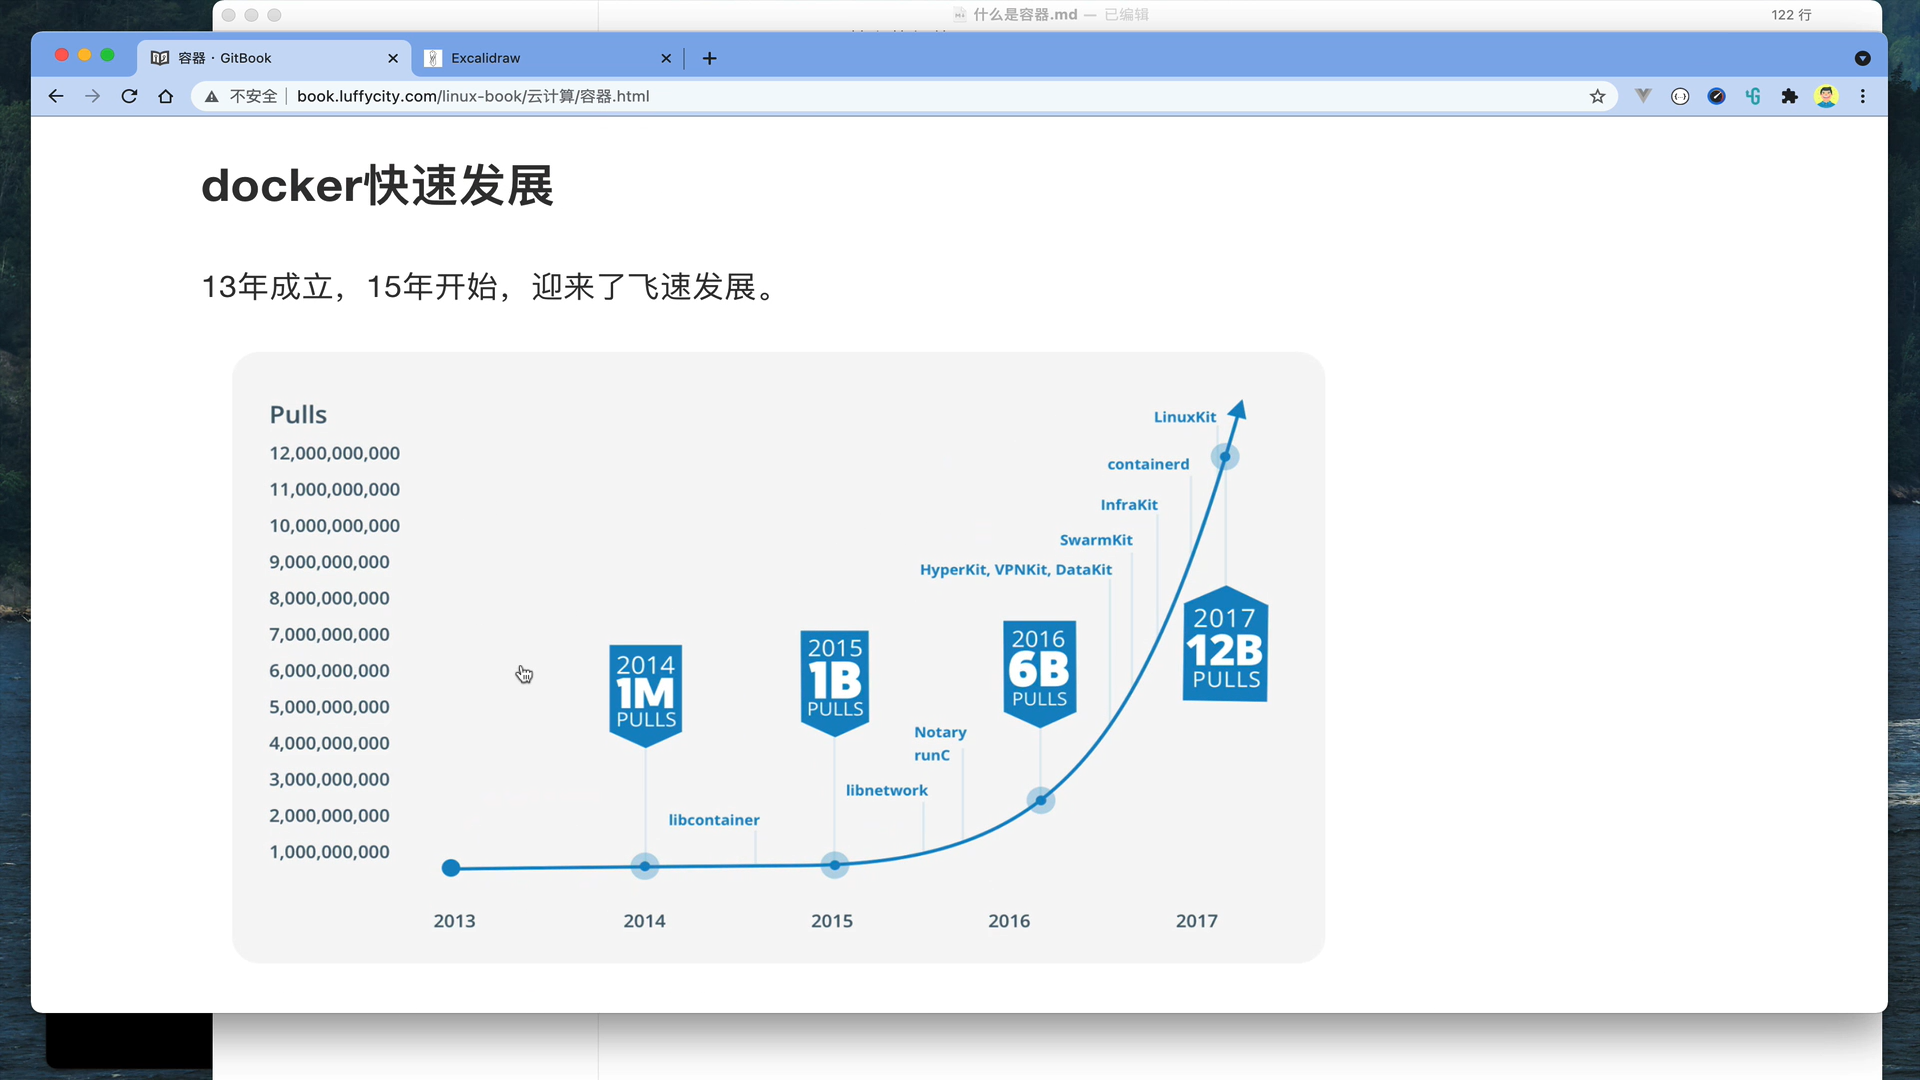 什么是容器.md — 已编辑
122 行
容器 · GitBook
Excalidraw
不安全
book.luffycity.com/linux-book/云计算/容器.html
docker快速发展
13年成立，15年开始，迎来了飞速发展。
Pulls
12,000,000,000
11,000,000,000
10,000,000,000
9,000,000,000
8,000,000,000
7,000,000,000
6,000,000,000
5,000,000,000
4,000,000,000
3,000,000,000
2,000,000,000
1,000,000,000
LinuxKit
containerd
InfraKit
SwarmKit
HyperKit, VPNKit, DataKit
2014
1M
PULLS
2015
1B
PULLS
2016
6B
PULLS
2017
12B
PULLS
Notary
runC
libnetwork
libcontainer
2013
2014
2015
2016
2017